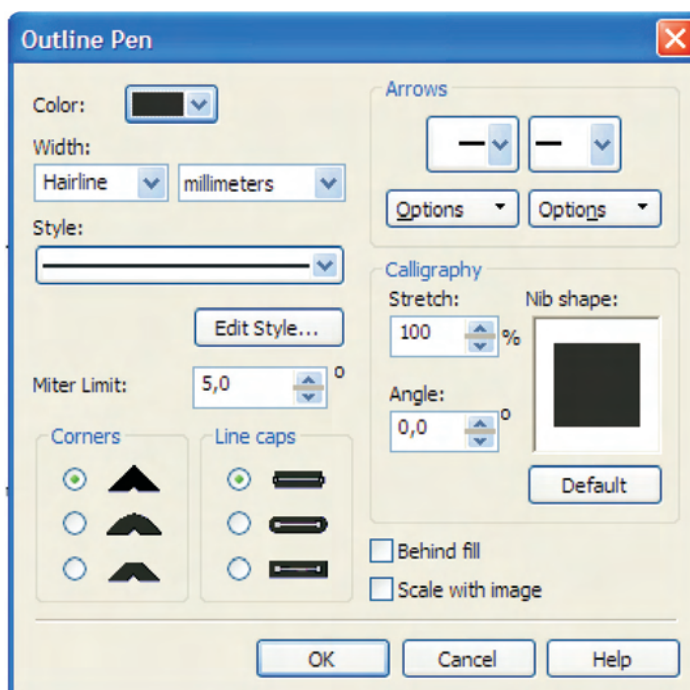 Outline Pen
Color:
Width:
Hairline
millimeters
Style:
Edit Style...
Miter Limit:
5,0
º
Corners
Line caps
Arrows
Options
Options
Calligraphy
Stretch:
100
%
Nib shape:
Angle:
0,0
º
Default
Behind fill
Scale with image
OK
Cancel
Help